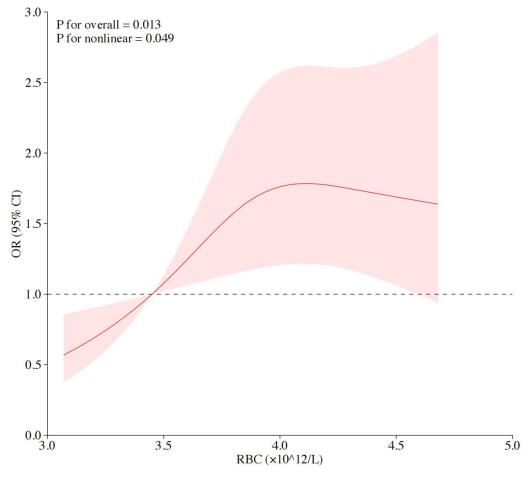 P for overall = 0.013
P for nonlinear = 0.049
OR (95% CI)
3.0
2.5
2.0
1.5
1.0
0.5
0.0
3.0 3.5 4.0 4.5 5.0
RBC (×10^12/L)